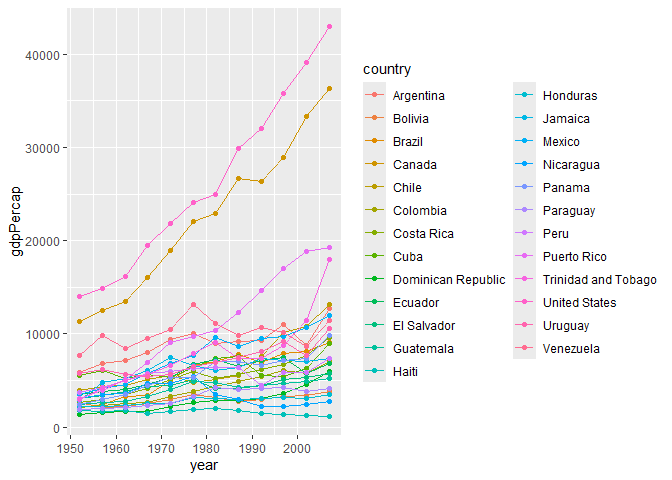 40000
30000
20000
10000
0
gdpPercap
1950 1960 1970 1980 1990 2000
year
country
Argentina
Bolivia
Brazil
Canada
Chile
Colombia
Costa Rica
Cuba
Dominican Republic
Ecuador
El Salvador
Guatemala
Haiti
Honduras
Jamaica
Mexico
Nicaragua
Panama
Paraguay
Peru
Puerto Rico
Trinidad and Tobago
United States
Uruguay
Venezuela